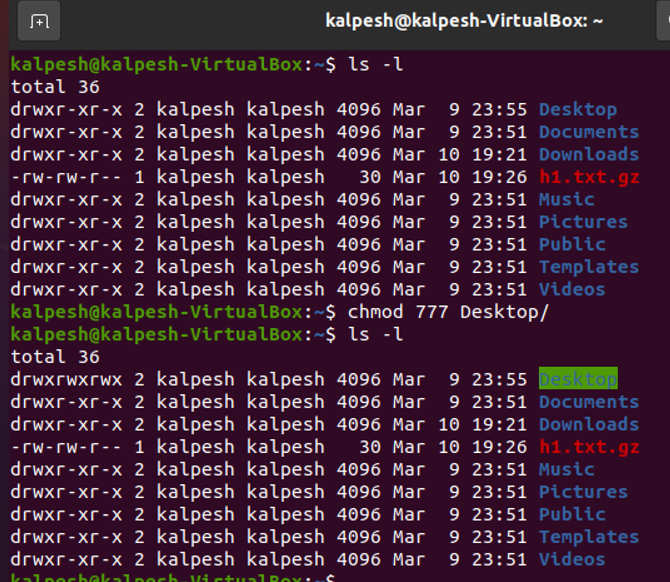 kalpesh@kalpesh-VirtualBox: ~
kalpesh@kalpesh-VirtualBox:~$ ls -l
total 36
drwxr-xr-x 2 kalpesh kalpesh 4096 Mar  9 23:55 Desktop
drwxr-xr-x 2 kalpesh kalpesh 4096 Mar  9 23:51 Documents
drwxr-xr-x 2 kalpesh kalpesh 4096 Mar 10 19:21 Downloads
-rw-rw-r-- 1 kalpesh kalpesh   30 Mar 10 19:26 h1.txt.gz
drwxr-xr-x 2 kalpesh kalpesh 4096 Mar  9 23:51 Music
drwxr-xr-x 2 kalpesh kalpesh 4096 Mar  9 23:51 Pictures
drwxr-xr-x 2 kalpesh kalpesh 4096 Mar  9 23:51 Public
drwxr-xr-x 2 kalpesh kalpesh 4096 Mar  9 23:51 Templates
drwxr-xr-x 2 kalpesh kalpesh 4096 Mar  9 23:51 Videos
kalpesh@kalpesh-VirtualBox:~$ chmod 777 Desktop/
kalpesh@kalpesh-VirtualBox:~$ ls -l
total 36
drwxrwxrwx 2 kalpesh kalpesh 4096 Mar  9 23:55 Desktop
drwxr-xr-x 2 kalpesh kalpesh 4096 Mar  9 23:51 Documents
drwxr-xr-x 2 kalpesh kalpesh 4096 Mar 10 19:21 Downloads
-rw-rw-r-- 1 kalpesh kalpesh   30 Mar 10 19:26 h1.txt.gz
drwxr-xr-x 2 kalpesh kalpesh 4096 Mar  9 23:51 Music
drwxr-xr-x 2 kalpesh kalpesh 4096 Mar  9 23:51 Pictures
drwxr-xr-x 2 kalpesh kalpesh 4096 Mar  9 23:51 Public
drwxr-xr-x 2 kalpesh kalpesh 4096 Mar  9 23:51 Templates
drwxr-xr-x 2 kalpesh kalpesh 4096 Mar  9 23:51 Videos
kalpesh@kalpesh-VirtualBox:~$